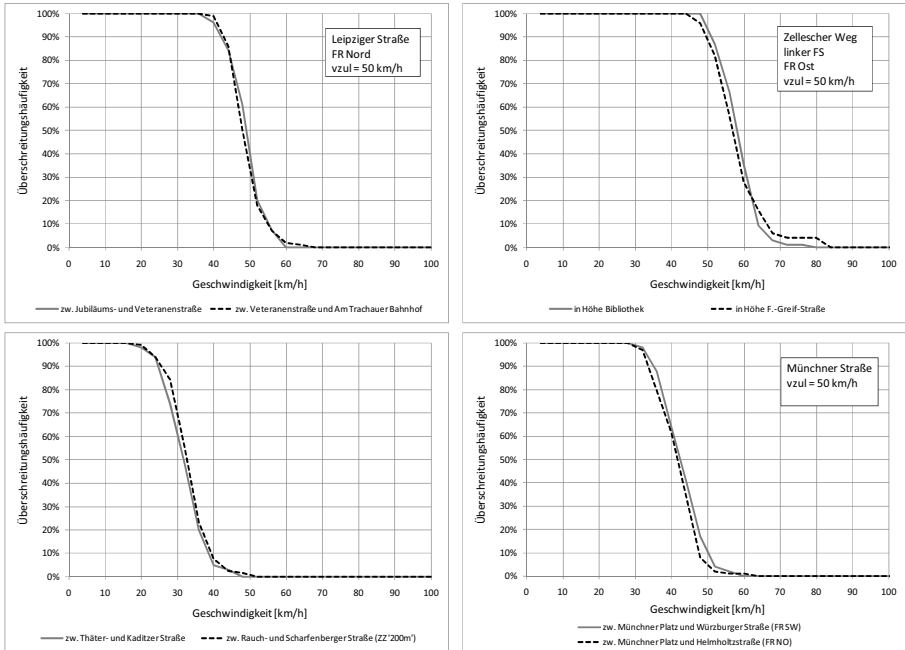 100%
90%
80%
70%
60%
50%
40%
30%
20%
10%
0%
Überschreitungshäufigkeit
Leipziger Straße
FR Nord
vzul = 50 km/h
0 10 20 30 40 50 60 70 80 90 100
Geschwindigkeit [km/h]
zw. Jubiläums- und Veteranenstraße
zw. Veteranenstraße und Am Trachauer Bahnhof
100%
90%
80%
70%
60%
50%
40%
30%
20%
10%
0%
Überschreitungshäufigkeit
Zellescher Weg
linker FS
FR Ost
vzul = 50 km/h
0 10 20 30 40 50 60 70 80 90 100
Geschwindigkeit [km/h]
in Höhe Bibliothek
in Höhe F.-Greif-Straße
100%
90%
80%
70%
60%
50%
40%
30%
20%
10%
0%
Überschreitungshäufigkeit
0 10 20 30 40 50 60 70 80 90 100
Geschwindigkeit [km/h]
zw. Thäter- und Kaditzer Straße
zw. Rauch- und Scharfenberger Straße (ZZ'200m')
100%
90%
80%
70%
60%
50%
40%
30%
20%
10%
0%
Überschreitungshäufigkeit
Münchner Straße
vzul = 50 km/h
0 10 20 30 40 50 60 70 80 90 100
Geschwindigkeit [km/h]
zw. Münchner Platz und Würzburger Straße (FR SW)
zw. Münchner Platz und Helmholtzstraße (FR NO)